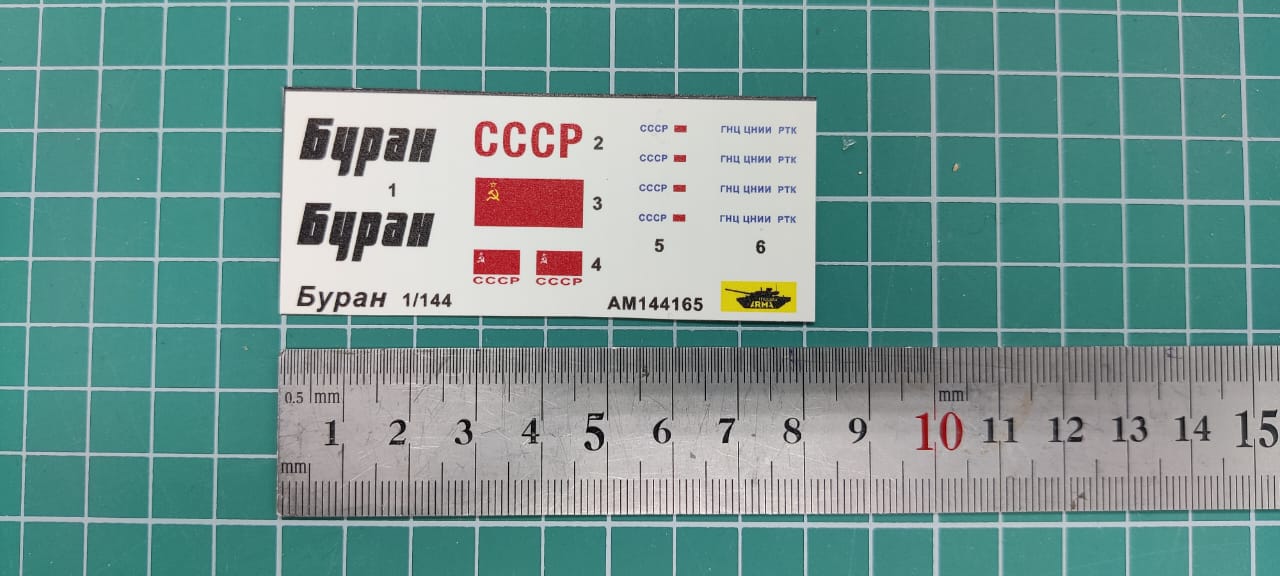 Буран
1
Буран
Буран 1/144
СССР 2
3
4
СССР СССР
СССР
СССР
СССР
СССР
5
ГНЦ ЦНИИ РТК
ГНЦ ЦНИИ РТК
ГНЦ ЦНИИ РТК
ГНЦ ЦНИИ РТК
6
AM144165
ARMA
0.5 mm
mm
1 2 3 4 5 6 7 8 9 10 11 12 13 14 15
mm